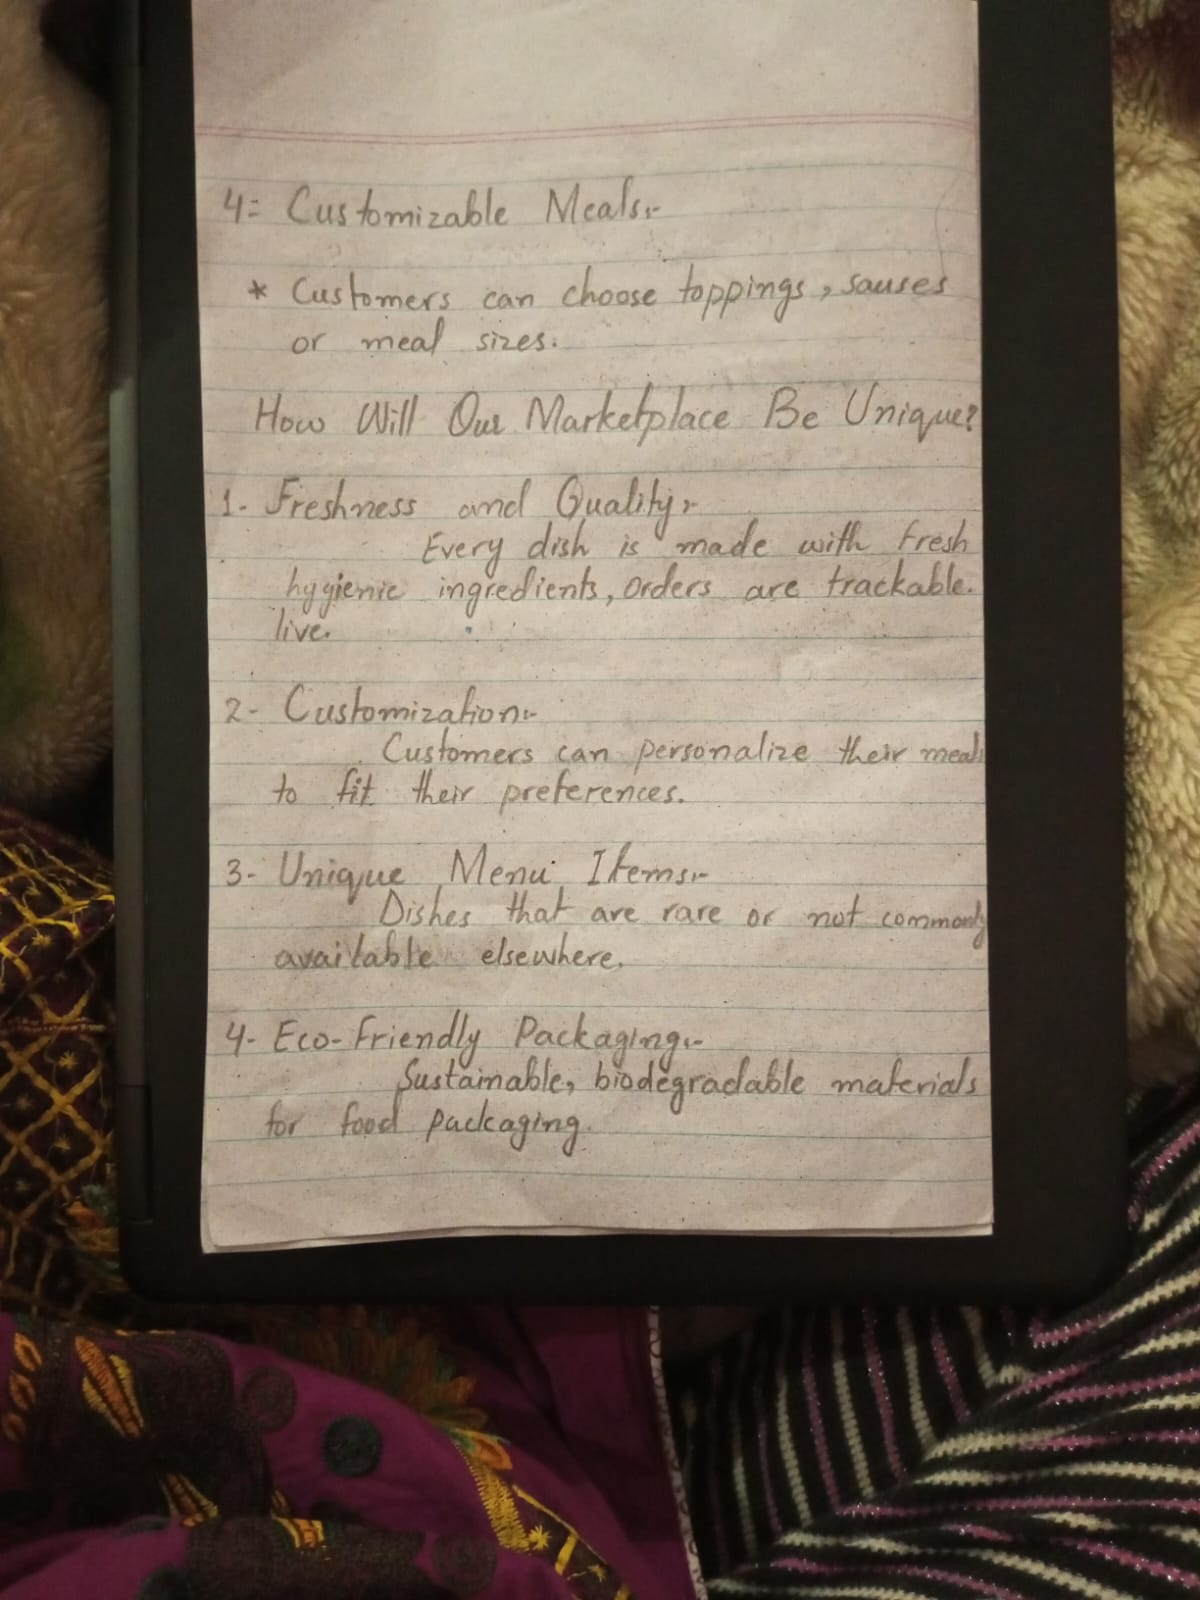 4= Customizable Meals:-
* Customers can choose toppings, sauses
or meal sizes.
How Will Our Marketplace Be Unique?
1- Freshness and Quality:-
Every dish is made with fresh
hygienic ingredients, orders are trackable.
live.
2- Customization:-
Customers can personalize their meals
to fit their preferences.
3- Unique Menu Items:-
Dishes that are rare or not commonly
available elsewhere.
4- Eco-Friendly Packaging:-
Sustainable, biodegradable materials
for food packaging.